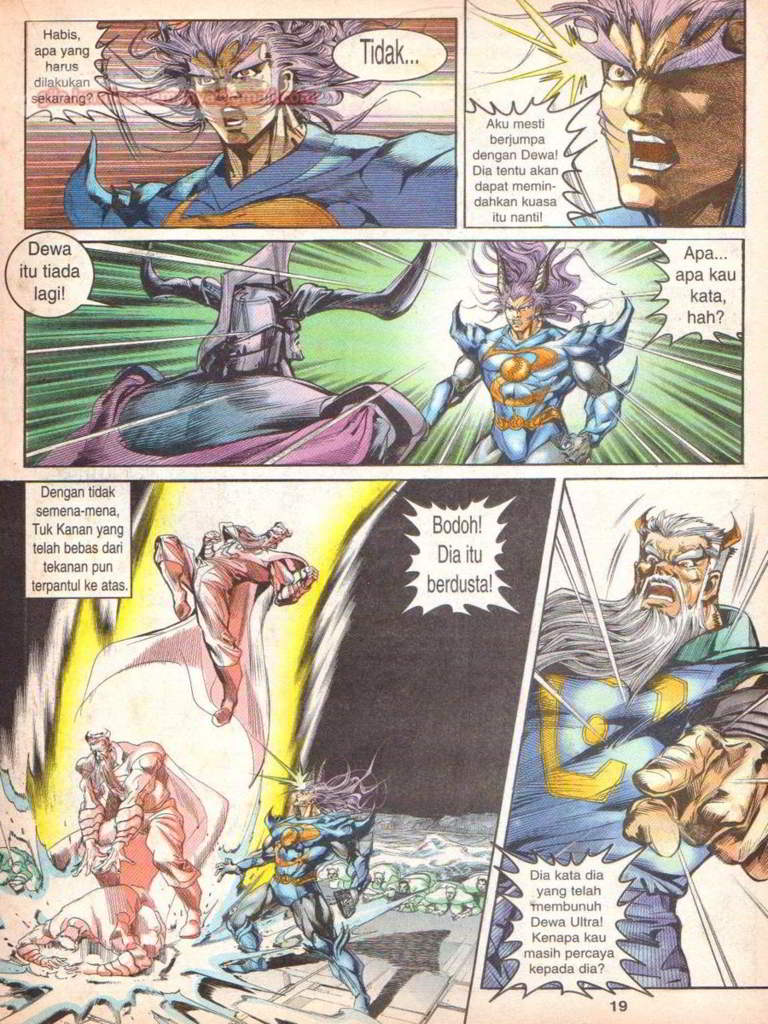 Habis,
apa yang
harus
dilakukan
sekarang?
Tidak...
Aku mesti
berjumpa
dengan Dewa!
Dia tentu akan
dapat memin-
dahkan kuasa
itu nanti!
Dewa
itu tiada
lagi!
Apa...
apa kau
kata,
hah?
Dengan tidak
semena-mena,
Tuk Kanan yang
telah bebas dari
tekanan pun
terpantul ke atas.
Bodoh!
Dia itu
berdusta!
Dia kata dia
yang telah
membunuh
Dewa Ultra!
Kenapa kau
masih percaya
kepada dia?
19